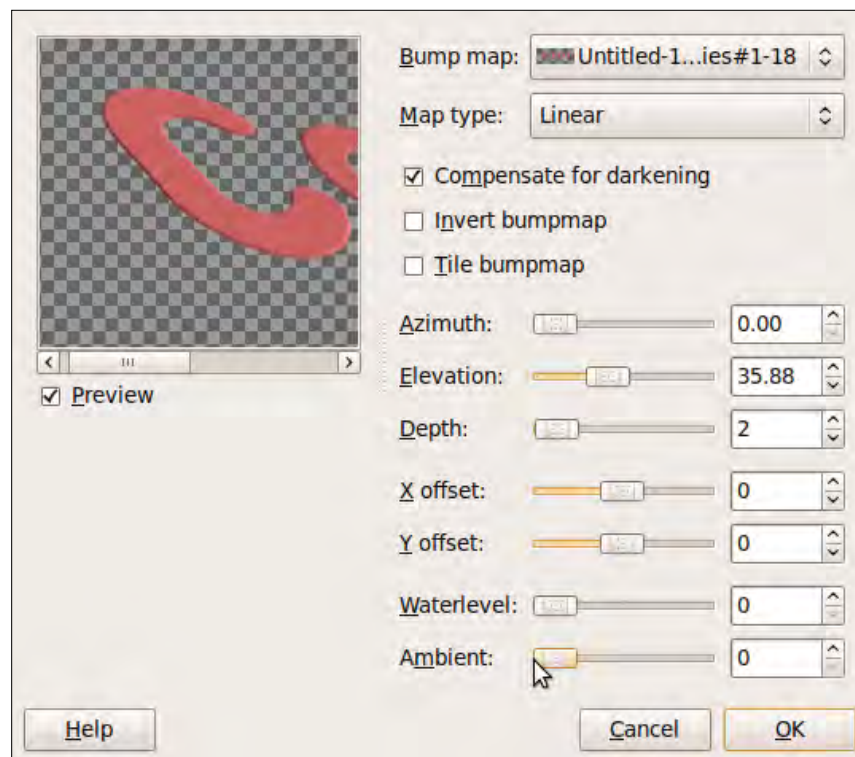 Bump map: Untitled-1...ies#1-18
Map type: Linear
Compensate for darkening
Invert bumpmap
Tile bumpmap
Azimuth: 0.00
Elevation: 35.88
Depth: 2
X offset: 0
Y offset: 0
Waterlevel: 0
Ambient: 0
Preview
Help Cancel OK